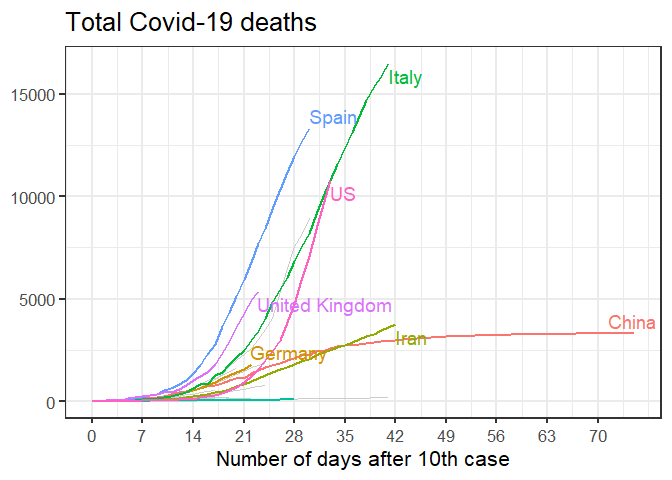 Total Covid-19 deaths
15000
10000
5000
0
Italy
Spain
US
United Kingdom
China
Iran
Germany
0 7 14 21 28 35 42 49 56 63 70
Number of days after 10th case